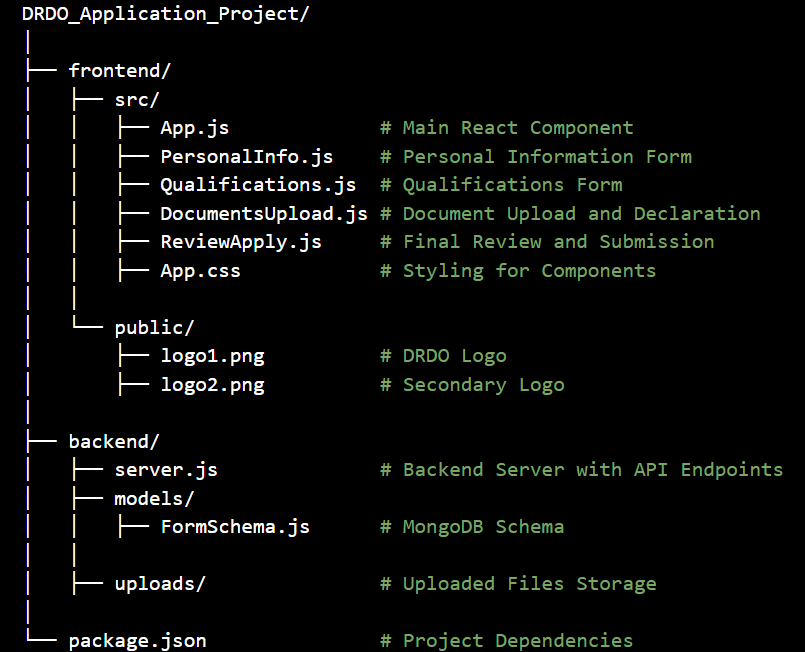 DRDO_Application_Project/
│
├── frontend/
│   ├── src/
│   │   ├── App.js             # Main React Component
│   │   ├── PersonalInfo.js    # Personal Information Form
│   │   ├── Qualifications.js  # Qualifications Form
│   │   ├── DocumentsUpload.js # Document Upload and Declaration
│   │   ├── ReviewApply.js     # Final Review and Submission
│   │   ├── App.css            # Styling for Components
│   │
│   └── public/
│       ├── logo1.png          # DRDO Logo
│       ├── logo2.png          # Secondary Logo
│
├── backend/
│   ├── server.js              # Backend Server with API Endpoints
│   ├── models/
│   │   ├── FormSchema.js      # MongoDB Schema
│   │
│   ├── uploads/               # Uploaded Files Storage
│
└── package.json               # Project Dependencies